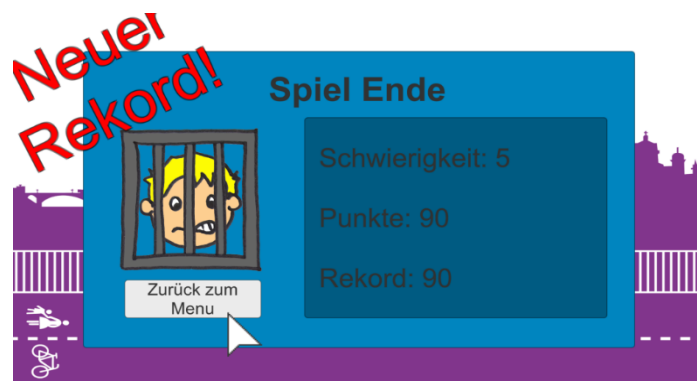 Neuer
Rekord!
Spiel Ende
Schwierigkeit: 5
Punkte: 90
Rekord: 90
Zurück zum
Menu